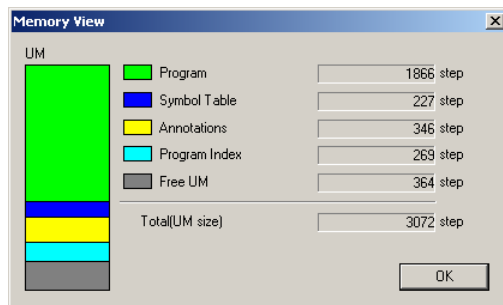 Memory View
UM
Program 1866 step
Symbol Table 227 step
Annotations 346 step
Program Index 269 step
Free UM 364 step
Total(UM size) 3072 step
OK